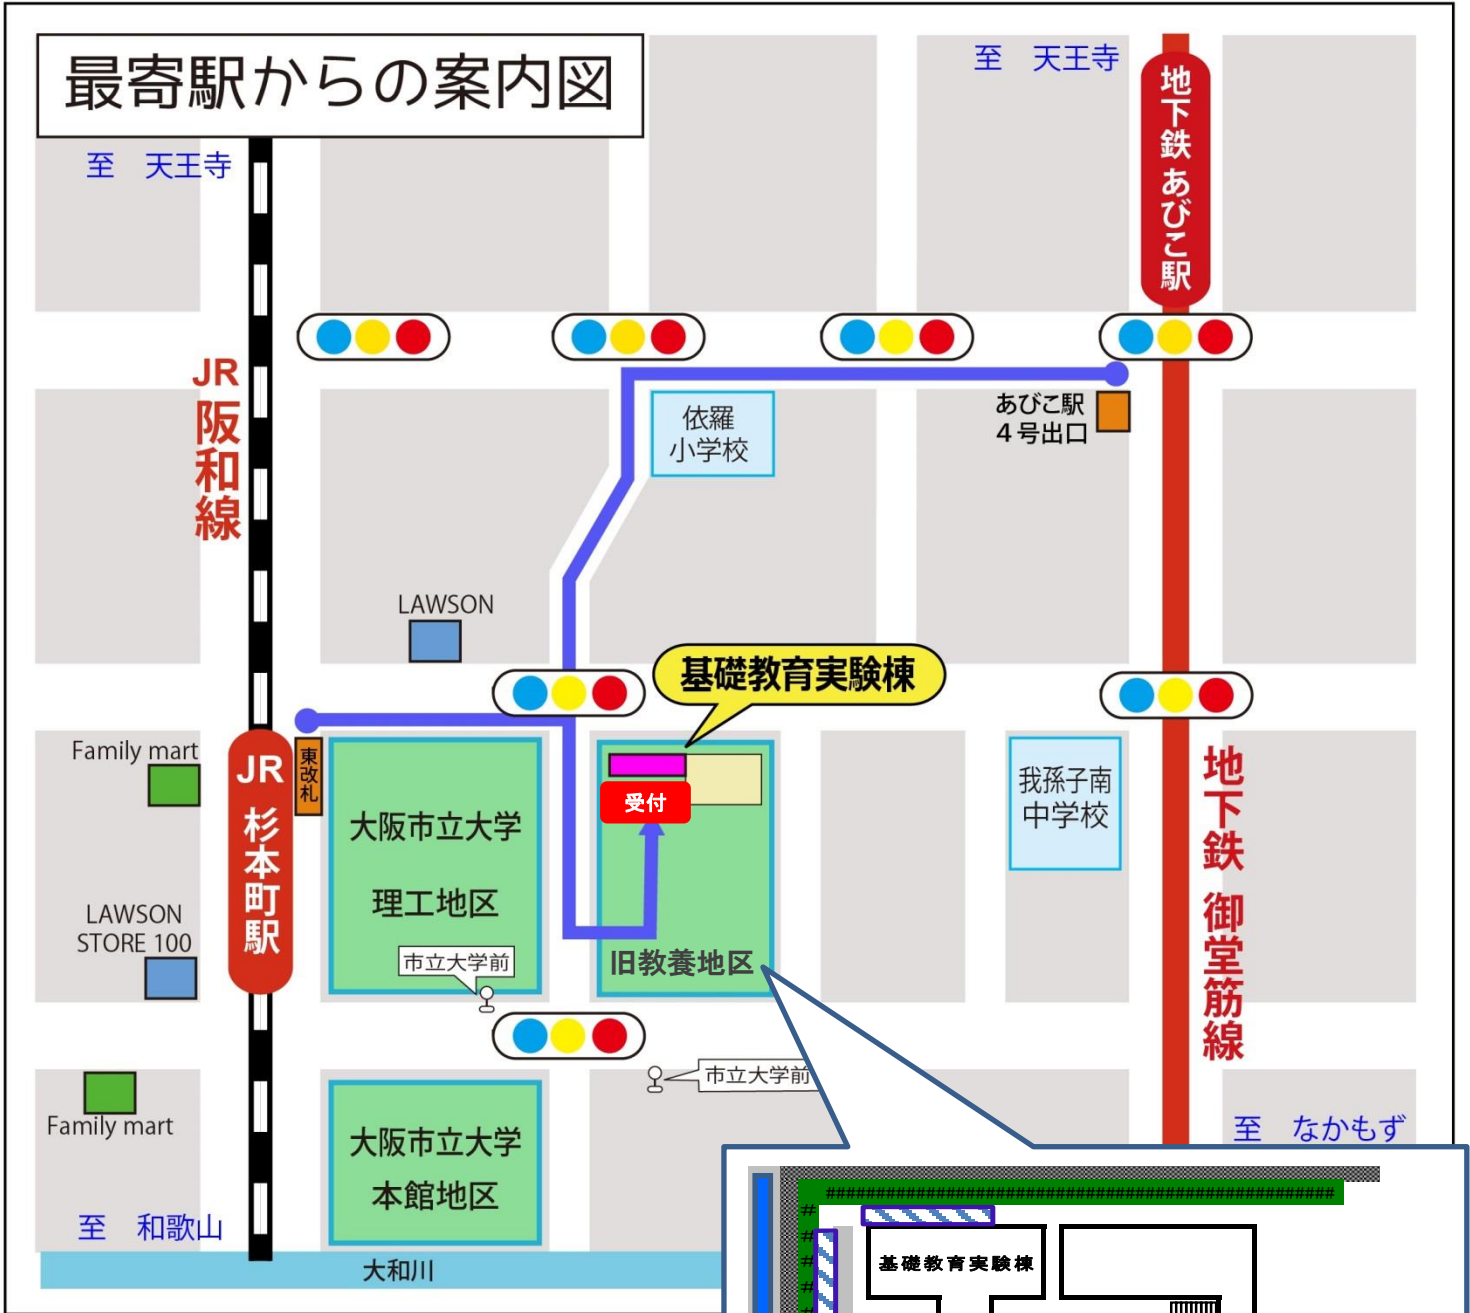 最寄駅からの案内図
至　天王寺
至　天王寺
地下鉄 あびこ駅
JR
阪和線
依羅
小学校
あびこ駅
４号出口
LAWSON
基礎教育実験棟
Family mart
東改札
JR 杉本町駅
受付
大阪市立大学
理工地区
我孫子南
中学校
地下鉄 御堂筋線
LAWSON
STORE 100
市立大学前
旧教養地区
市立大学前
Family mart
大阪市立大学
本館地区
至　なかもず
至　和歌山
大和川
基礎教育実験棟